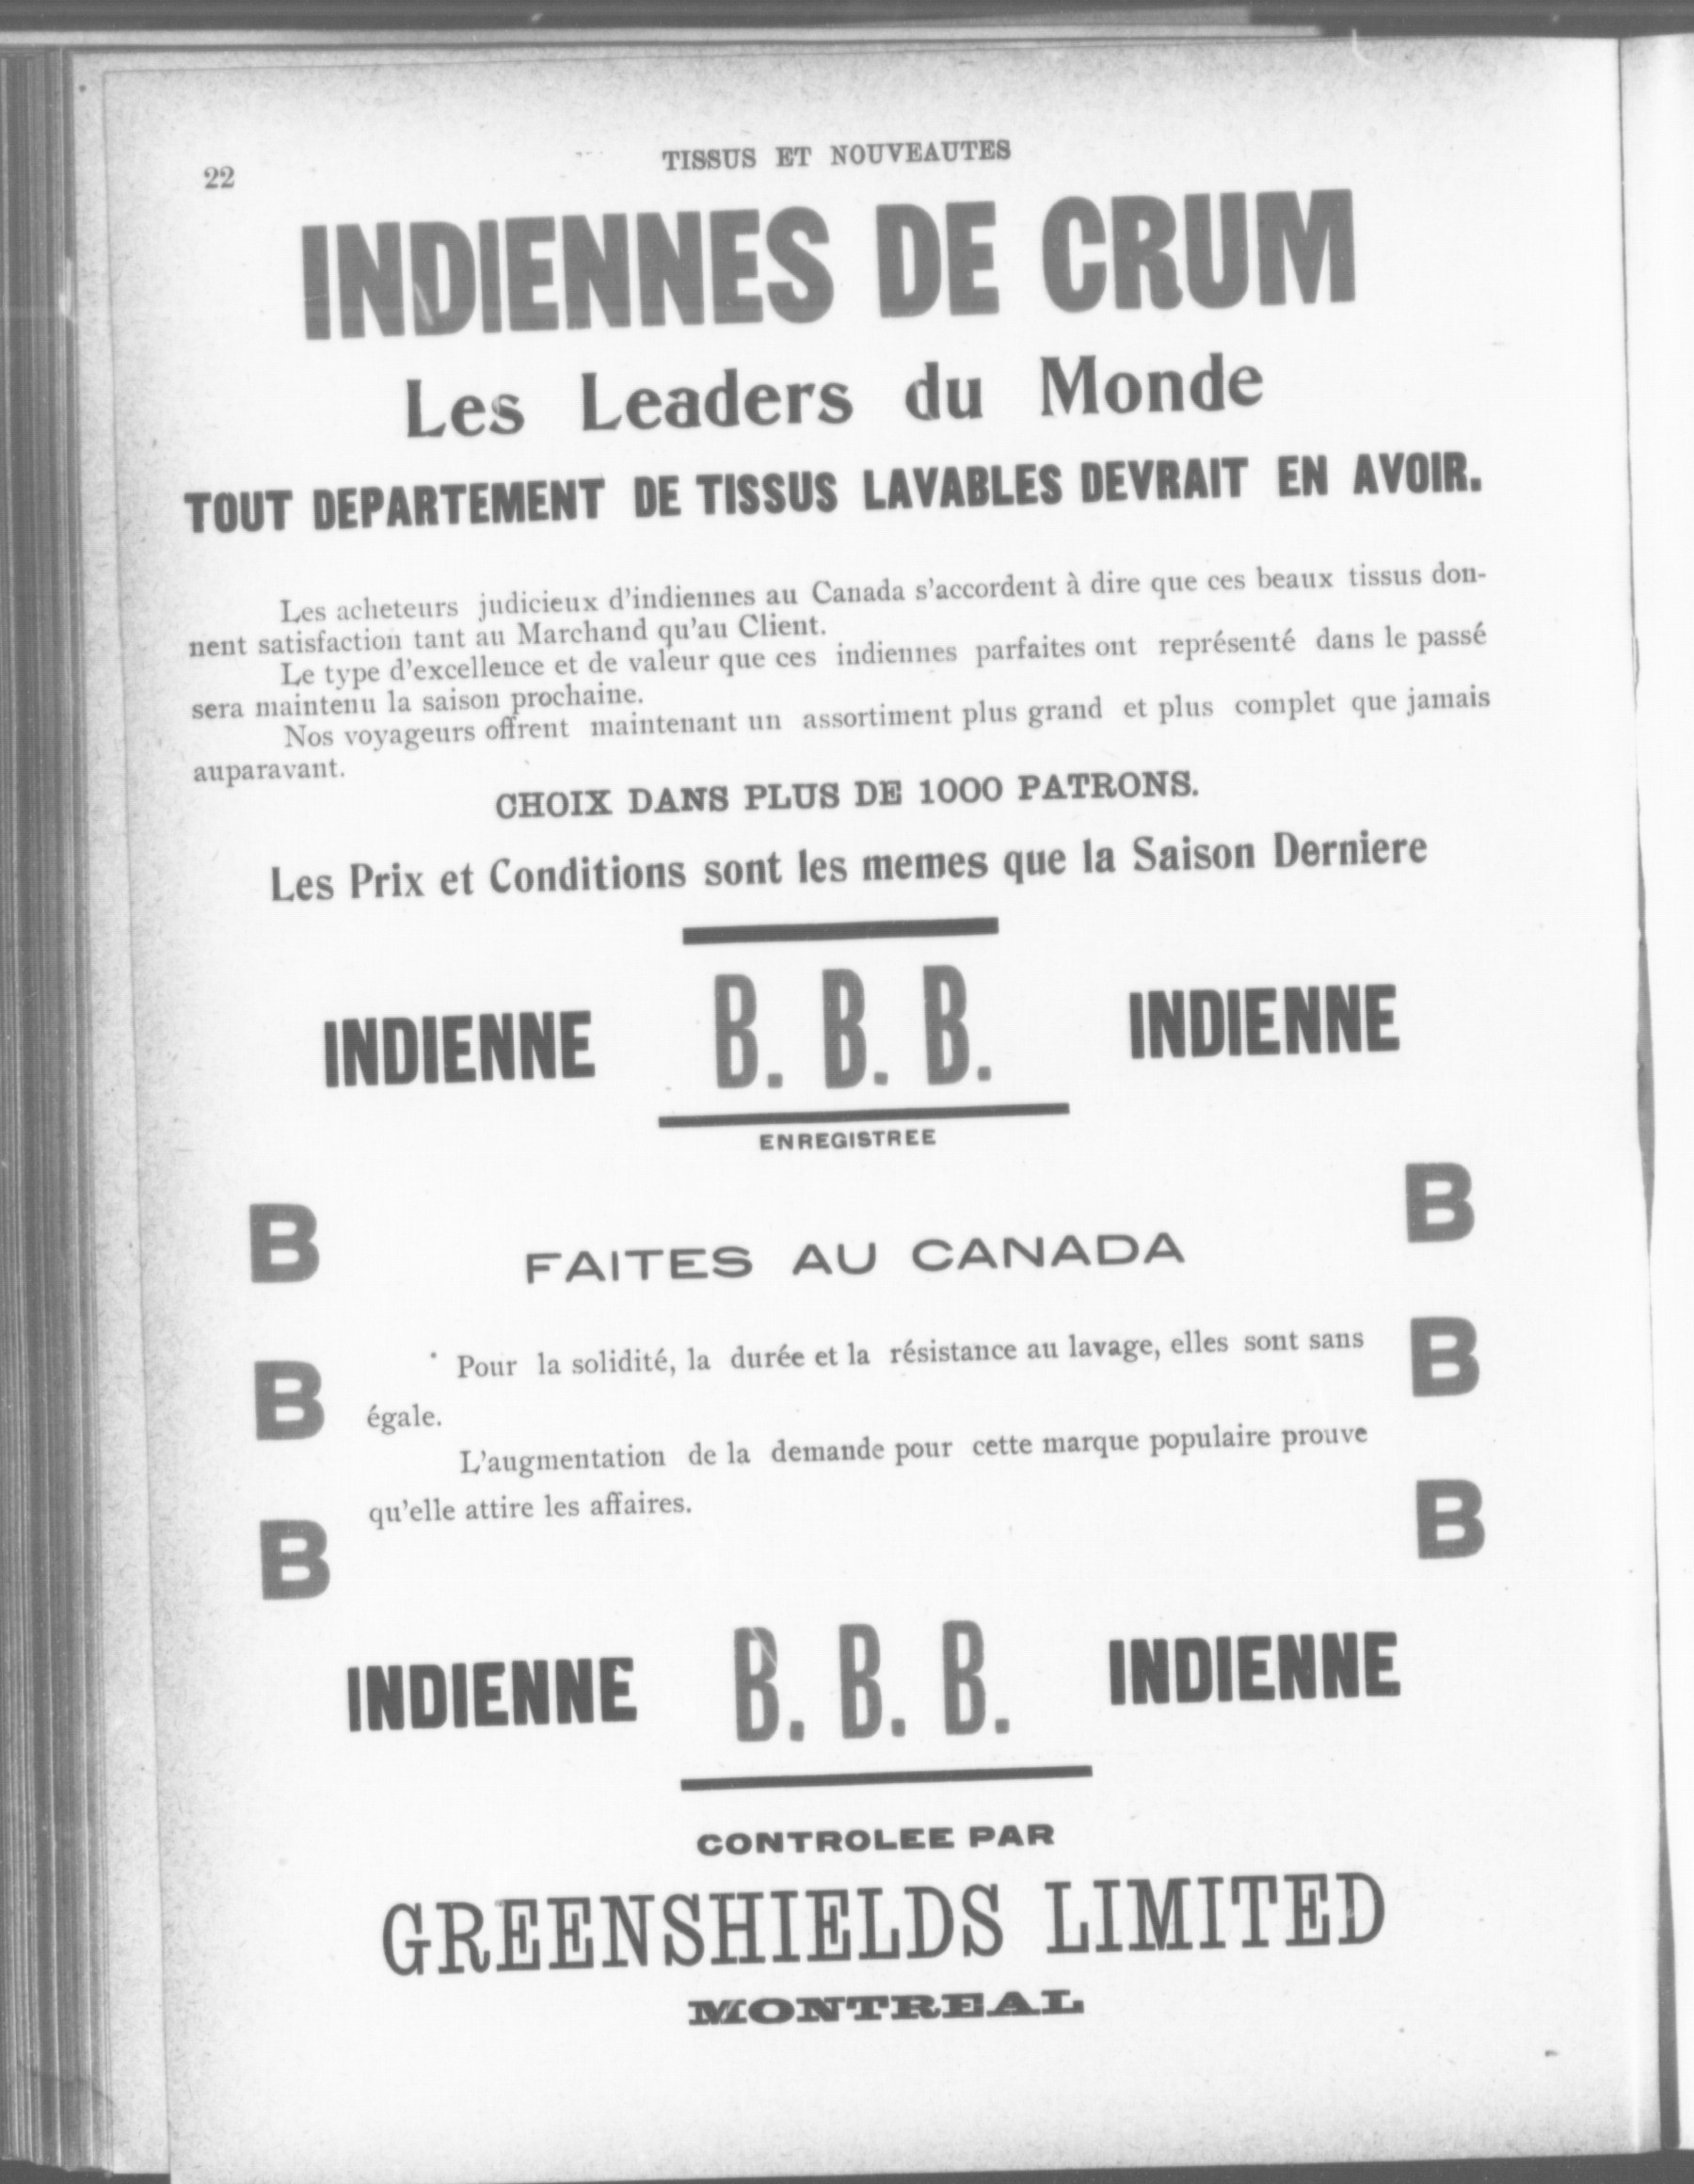 22
TISSUS ET NOUVEAUTES
INDIENNES DE CRUM
Les Leaders du Monde
TOUT DEPARTEMENT DE TISSUS LAVABLES DEVRAIT EN AVOIR.
Les acheteurs judicieux d'indiennes au Canada s'accordent à dire que ces beaux tissus don-
nent satisfaction tant au Marchand qu'au Client.
Le type d'excellence et de valeur que ces indiennes parfaites ont représenté dans le passé
sera maintenu la saison prochaine.
Nos voyageurs offrent maintenant un assortiment plus grand et plus complet que jamais
auparavant.
CHOIX DANS PLUS DE 1000 PATRONS.
Les Prix et Conditions sont les memes que la Saison Derniere
INDIENNE B. B. B. INDIENNE
ENREGISTREE
B B
FAITES AU CANADA
Pour la solidité, la durée et la résistance au lavage, elles sont sans
B B
égale.
L'augmentation de la demande pour cette marque populaire prouve
qu'elle attire les affaires.
B B
INDIENNE B. B. B. INDIENNE
CONTROLEE PAR
GREENSHIELDS LIMITED
MONTREAL